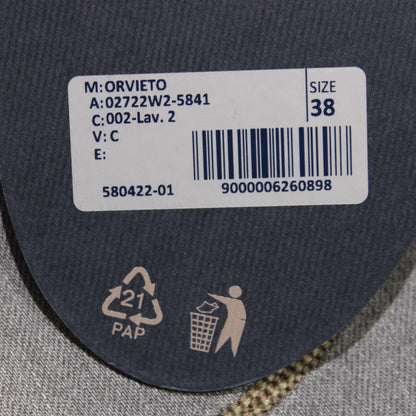 M: ORVIETO
A: 02722W2-5841
C: 002-Lav. 2
V: C
E:
SIZE
38
580422-01
9000006260898
21
PAP